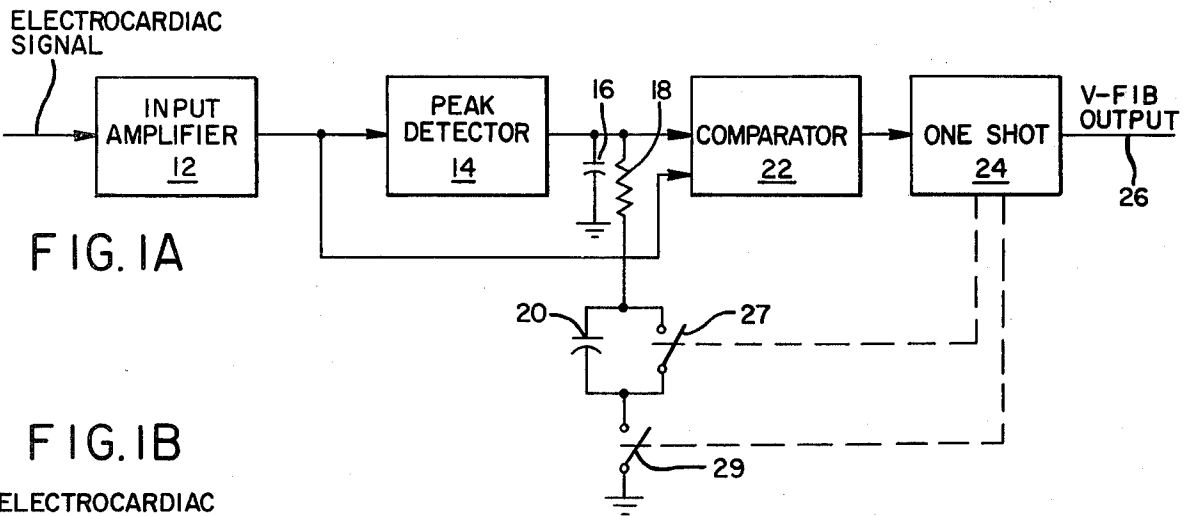 ELECTROCARDIAC
SIGNAL
INPUT
AMPLIFIER
12
PEAK
DETECTOR
14
16
18
COMPARATOR
22
ONE SHOT
24
V-FIB
OUTPUT
26
FIG. 1A
20
27
29
FIG. 1B
ELECTROCARDIAC